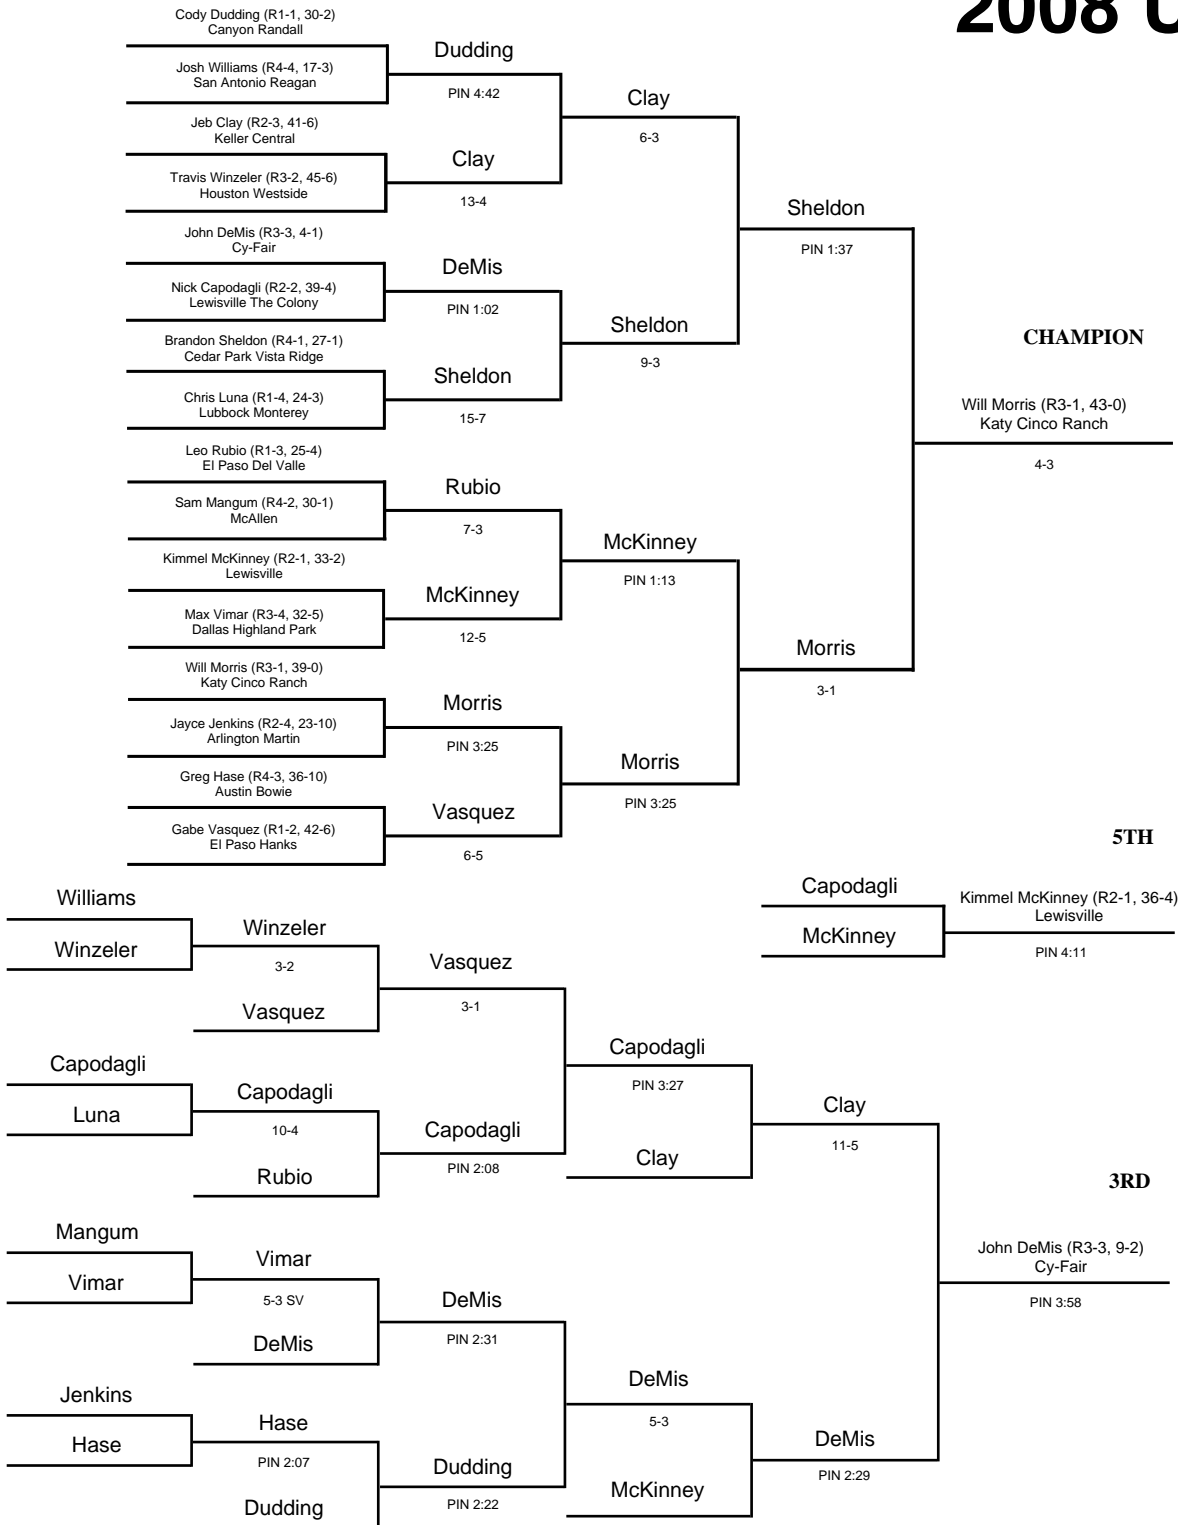 2008 U
Cody Dudding (R1-1, 30-2)
Canyon Randall
Josh Williams (R4-4, 17-3)
San Antonio Reagan
Dudding
PIN 4:42
Jeb Clay (R2-3, 41-6)
Keller Central
Travis Winzeler (R3-2, 45-6)
Houston Westside
Clay
13-4
Clay
6-3
John DeMis (R3-3, 4-1)
Cy-Fair
Nick Capodagli (R2-2, 39-4)
Lewisville The Colony
DeMis
PIN 1:02
Brandon Sheldon (R4-1, 27-1)
Cedar Park Vista Ridge
Chris Luna (R1-4, 24-3)
Lubbock Monterey
Sheldon
15-7
Sheldon
9-3
Sheldon
PIN 1:37
Leo Rubio (R1-3, 25-4)
El Paso Del Valle
Sam Mangum (R4-2, 30-1)
McAllen
Rubio
7-3
Kimmel McKinney (R2-1, 33-2)
Lewisville
Max Vimar (R3-4, 32-5)
Dallas Highland Park
McKinney
12-5
McKinney
PIN 1:13
Will Morris (R3-1, 39-0)
Katy Cinco Ranch
Jayce Jenkins (R2-4, 23-10)
Arlington Martin
Morris
PIN 3:25
Greg Hase (R4-3, 36-10)
Austin Bowie
Gabe Vasquez (R1-2, 42-6)
El Paso Hanks
Vasquez
6-5
Morris
PIN 3:25
Morris
3-1
CHAMPION
Will Morris (R3-1, 43-0)
Katy Cinco Ranch
4-3
5TH
Capodagli
McKinney
Kimmel McKinney (R2-1, 36-4)
Lewisville
PIN 4:11
Williams
Winzeler
Winzeler
3-2
Vasquez
Vasquez
3-1
Capodagli
Luna
Capodagli
10-4
Rubio
Capodagli
PIN 2:08
Capodagli
PIN 3:27
Clay
Clay
11-5
Mangum
Vimar
Vimar
5-3 SV
DeMis
DeMis
PIN 2:31
Jenkins
Hase
Hase
PIN 2:07
Dudding
Dudding
PIN 2:22
DeMis
5-3
McKinney
DeMis
PIN 2:29
3RD
John DeMis (R3-3, 9-2)
Cy-Fair
PIN 3:58